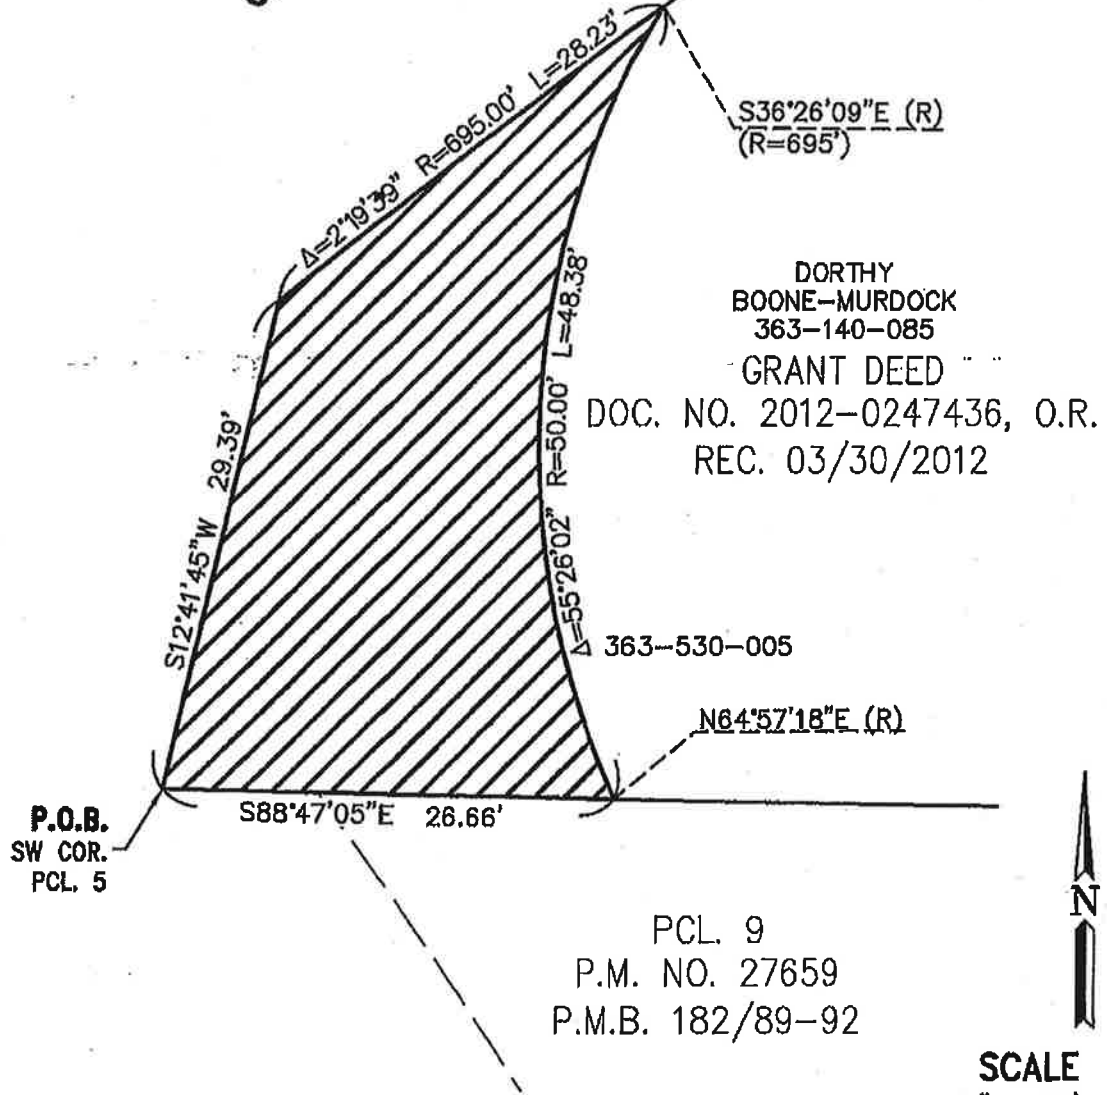 Δ=2°19'39" R=695.00' L=28.23'
S36°26'09"E (R)
(R=695')
DORTHY
BOONE-MURDOCK
363-140-085
GRANT DEED
DOC. NO. 2012-0247436, O.R.
REC. 03/30/2012
S12°41'45"W 29.39'
Δ=55°26'02" R=50.00' L=48.38'
363-530-005
N64°57'18"E (R)
S88°47'05"E 26.66'
P.O.B.
SW COR.
PCL. 5
PCL. 9
P.M. NO. 27659
P.M.B. 182/89-92
N
SCALE